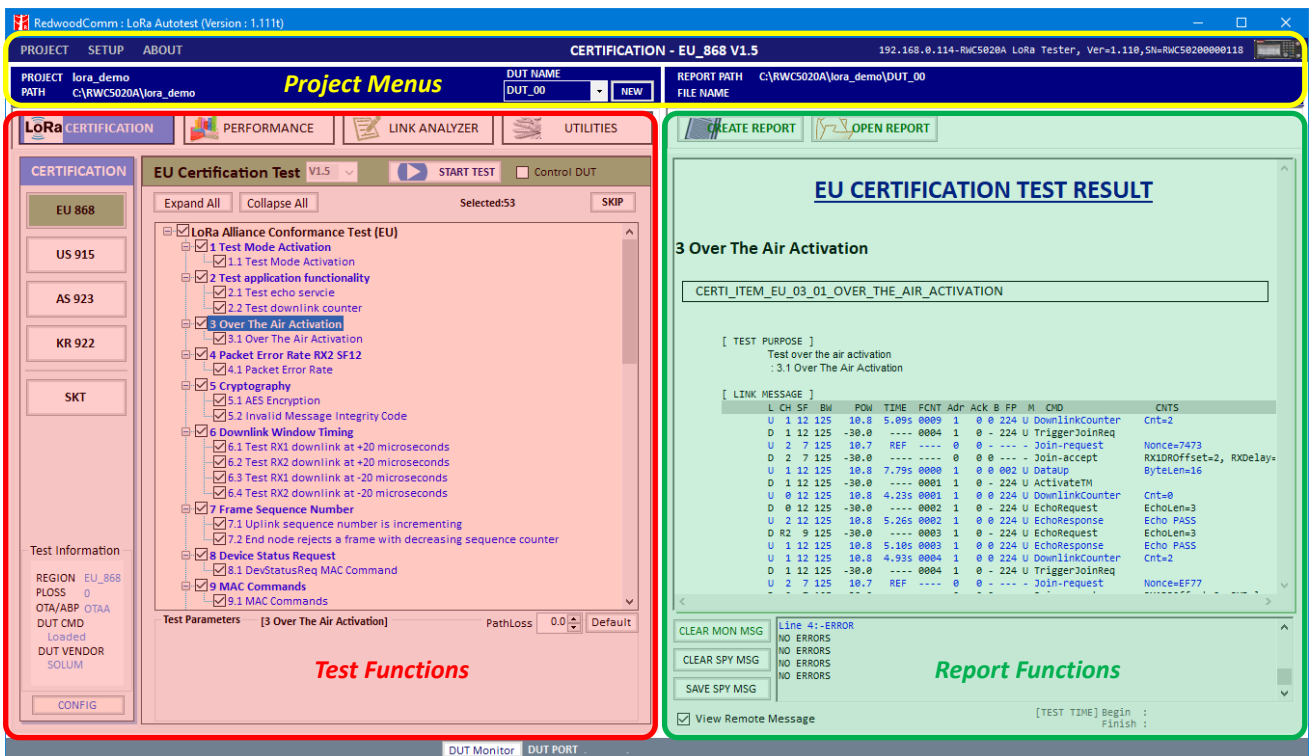 RedwoodComm : LoRa Autotest (Version : 1.111t)
PROJECT SETUP ABOUT CERTIFICATION - EU_868 V1.5 192.168.0.114-RWC5020A LoRa Tester, Ver=1.110,SN=RWC50200000118
PROJECT lora_demo
PATH C:\RWC5020A\lora_demo
Project Menus
DUT NAME
DUT_00 NEW
REPORT PATH C:\RWC5020A\lora_demo\DUT_00
FILE NAME
LoRa CERTIFICATION PERFORMANCE LINK ANALYZER UTILITIES
CREATE REPORT OPEN REPORT
CERTIFICATION
EU 868
US 915
AS 923
KR 922
SKT
Test Information
REGION EU_868
PLOSS 0
OTA/ABP OTAA
DUT CMD
Loaded
DUT VENDOR
SOLUM
CONFIG
EU Certification Test V1.5 START TEST Control DUT
Expand All Collapse All Selected:53 SKIP
LoRa Alliance Conformance Test (EU)
1 Test Mode Activation
1.1 Test Mode Activation
2 Test application functionality
2.1 Test echo servcie
2.2 Test downlink counter
3 Over The Air Activation
3.1 Over The Air Activation
4 Packet Error Rate RX2 SF12
4.1 Packet Error Rate
5 Cryptography
5.1 AES Encryption
5.2 Invalid Message Integrity Code
6 Downlink Window Timing
6.1 Test RX1 downlink at +20 microseconds
6.2 Test RX2 downlink at +20 microseconds
6.3 Test RX1 downlink at -20 microseconds
6.4 Test RX2 downlink at -20 microseconds
7 Frame Sequence Number
7.1 Uplink sequence number is incrementing
7.2 End node rejects a frame with decreasing sequence counter
8 Device Status Request
8.1 DevStatusReq MAC Command
9 MAC Commands
9.1 MAC Commands
Test Parameters [3 Over The Air Activation] PathLoss 0.0 Default
Test Functions
EU CERTIFICATION TEST RESULT
3 Over The Air Activation
CERTI_ITEM_EU_03_01_OVER_THE_AIR_ACTIVATION
[ TEST PURPOSE ]
Test over the air activation
: 3.1 Over The Air Activation
[ LINK MESSAGE ]
L CH SF BW POW TIME FCNT Adr Ack B FP M CMD CNTS
U 1 12 125 10.8 5.09s 0009 1 0 0 224 U DownlinkCounter Cnt=2
D 1 12 125 -30.0 ---- 0004 1 0 - 224 U TriggerJoinReq
U 2 7 125 10.7 REF ---- 0 0 - --- - Join-request Nonce=7473
D 2 7 125 -30.0 ---- ---- 0 0 0 --- - Join-accept RX1DROffset=2, RXDelay=
U 1 12 125 10.8 7.79s 0000 1 0 0 002 U DataUp ByteLen=16
D 1 12 125 -30.0 ---- 0001 1 0 - 224 U ActivateTM
U 0 12 125 10.8 4.23s 0001 1 0 0 224 U DownlinkCounter Cnt=0
D 0 12 125 -30.0 ---- 0002 1 0 - 224 U EchoRequest EchoLen=3
U 2 12 125 10.8 5.26s 0002 1 0 0 224 U EchoResponse Echo PASS
D R2 9 125 -30.0 ---- 0003 1 0 - 224 U EchoRequest EchoLen=3
U 1 12 125 10.8 5.10s 0003 1 0 0 224 U EchoResponse Echo PASS
U 1 12 125 10.8 4.93s 0004 1 0 0 224 U DownlinkCounter Cnt=2
D 1 12 125 -30.0 ---- 0004 1 0 - 224 U TriggerJoinReq
U 2 7 125 10.7 REF ---- 0 0 - --- - Join-request Nonce=EF77
CLEAR MON MSG
CLEAR SPY MSG
SAVE SPY MSG
Line 4:-ERROR
NO ERRORS
NO ERRORS
NO ERRORS
NO ERRORS
Report Functions
View Remote Message
[TEST TIME] Begin :
Finish :
DUT Monitor DUT PORT